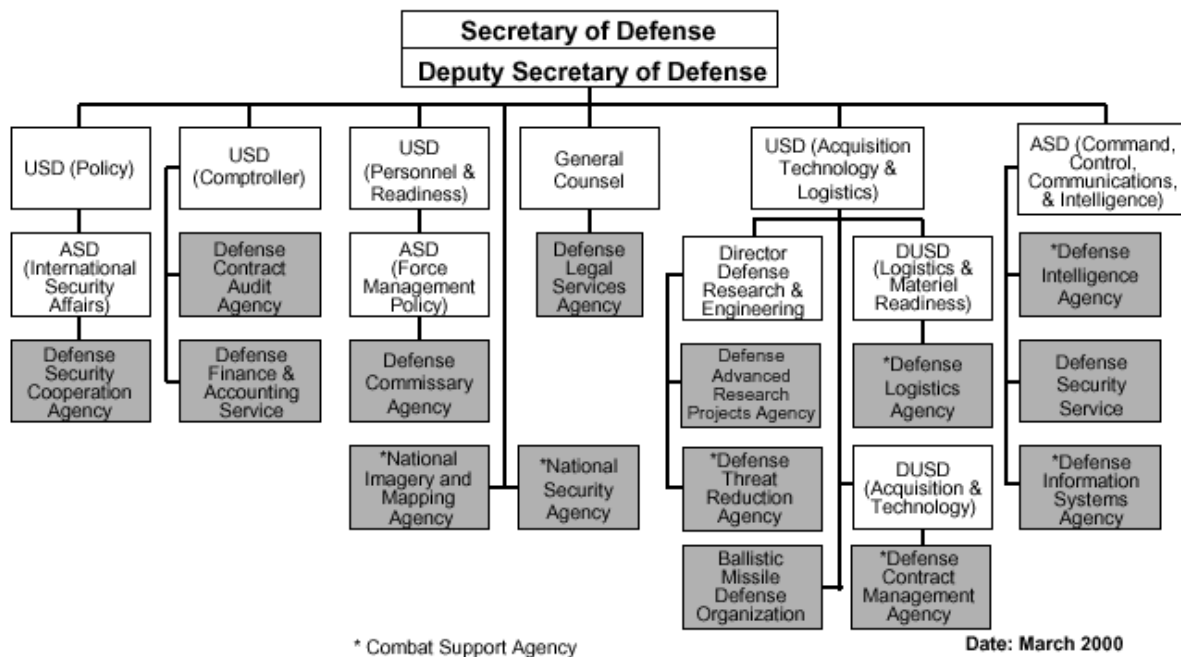 Secretary of Defense
Deputy Secretary of Defense
USD (Policy)
USD
(Comptroller)
USD
(Personnel &
Readiness)
General
Counsel
USD (Acquisition
Technology &
Logistics)
ASD (Command,
Control,
Communications,
& Intelligence)
ASD
(International
Security
Affairs)
Defense
Contract
Audit
Agency
ASD
(Force
Management
Policy)
Defense
Legal
Services
Agency
Director
Defense
Research &
Engineering
DUSD
(Logistics &
Materiel
Readiness)
*Defense
Intelligence
Agency
Defense
Security
Cooperation
Agency
Defense
Finance &
Accounting
Service
Defense
Commissary
Agency
Defense
Advanced
Research
Projects Agency
*Defense
Logistics
Agency
Defense
Security
Service
*National
Imagery and
Mapping
Agency
*National
Security
Agency
*Defense
Threat
Reduction
Agency
DUSD
(Acquisition &
Technology)
*Defense
Information
Systems
Agency
Ballistic
Missile
Defense
Organization
*Defense
Contract
Management
Agency
* Combat Support Agency
Date: March 2000